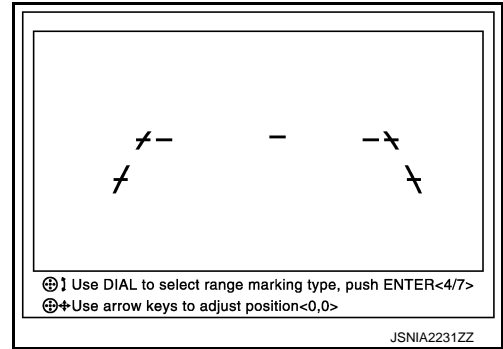 Use DIAL to select range marking type, push ENTER<4/7>
Use arrow keys to adjust position<0,0>
JSNIA2231ZZ